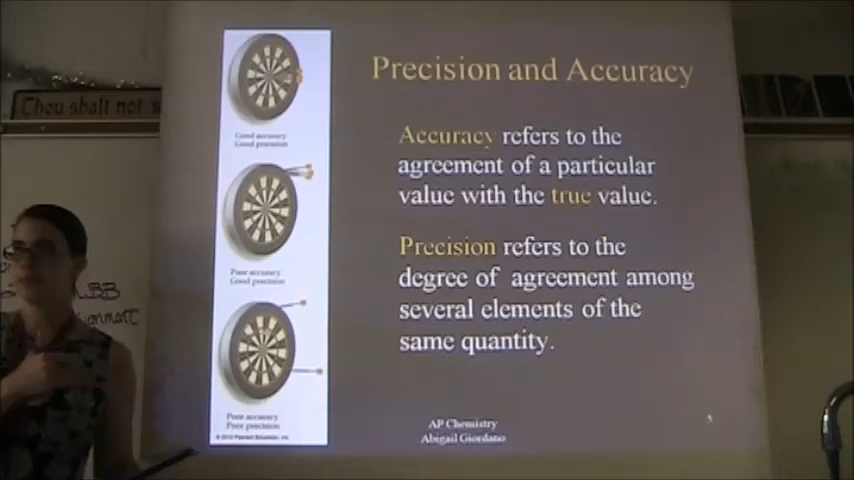 Thou shalt not
Good accuracy
Good precision
Poor accuracy
Good precision
Poor accuracy
Poor precision
Precision and Accuracy
Accuracy refers to the
agreement of a particular
value with the true value.
Precision refers to the
degree of agreement among
several elements of the
same quantity.
AP Chemistry
Abigail Giordano
5